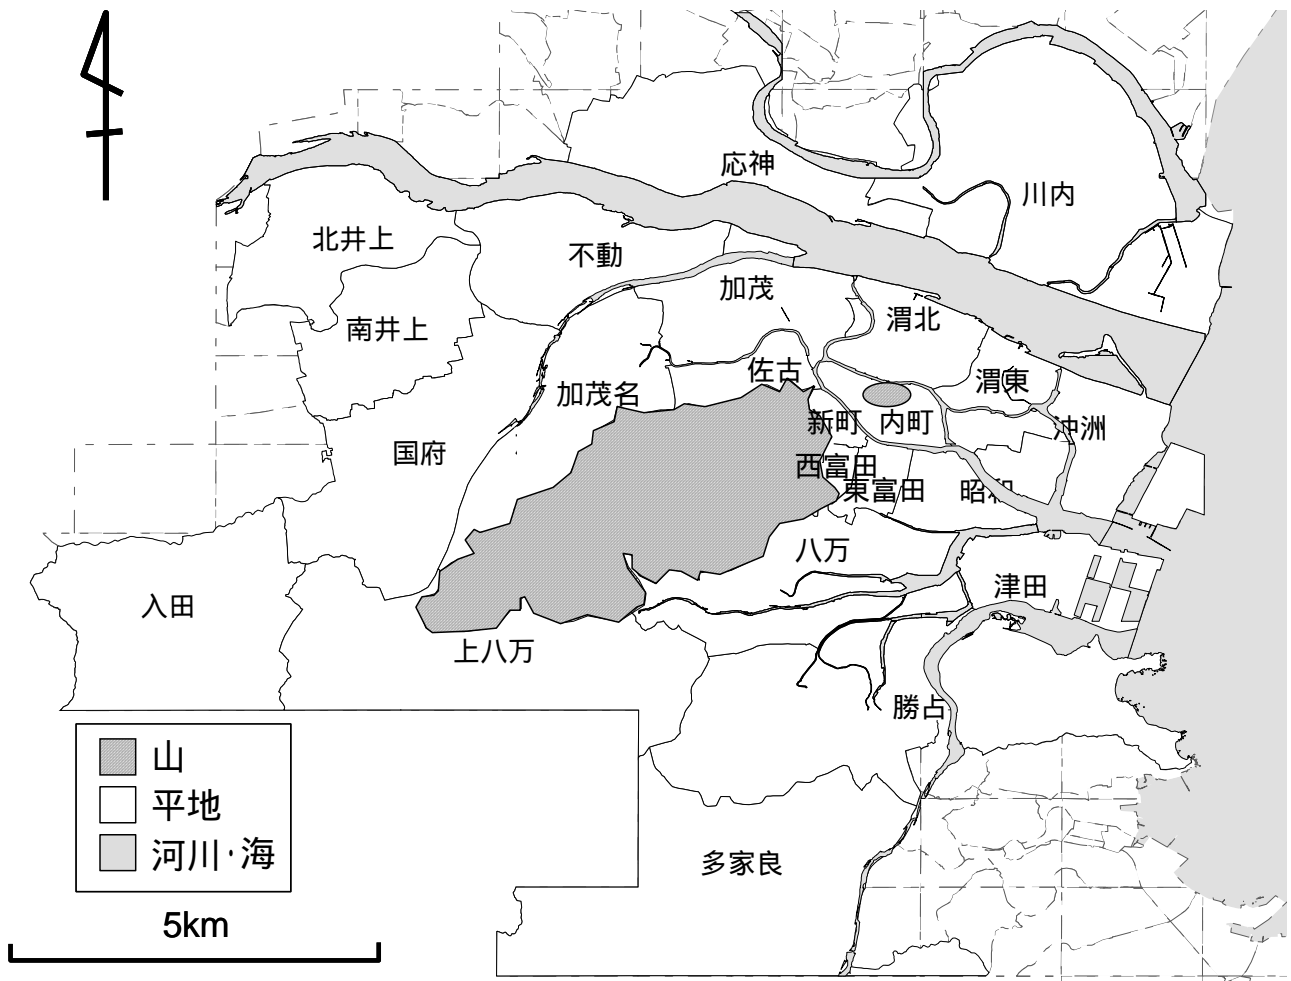 応神
川内
北井上
不動
加茂
南井上
渭北
佐古
渭東
加茂名
新町
内町
沖洲
国府
西富田
東富田
昭和
八万
津田
入田
上八万
勝占
山
平地
河川・海
多家良
5km